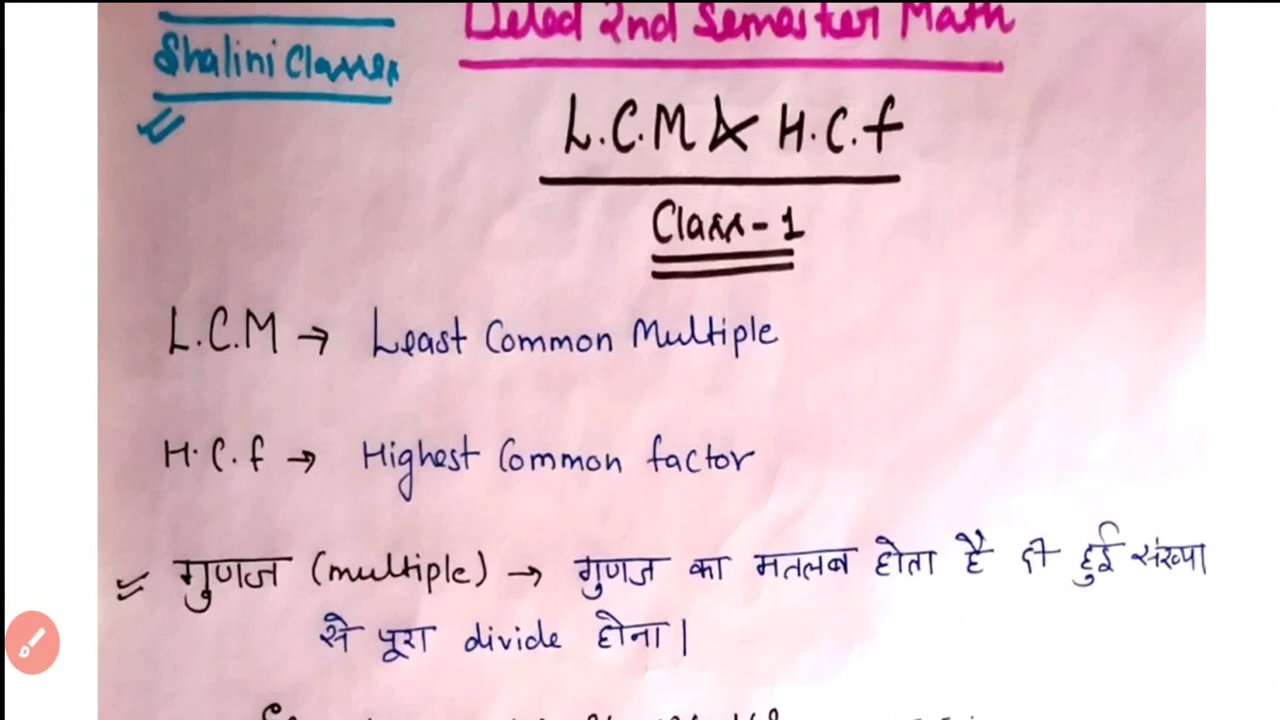 Shalini Classes
Deled 2nd Semester Math
L.C.M & H.C.f
Class-1
L.C.M → Least Common Multiple
H.C.f → Highest Common factor
गुणज (multiple) → गुणज का मतलब होता है दी हुई संख्या
से पूरा divide होना।